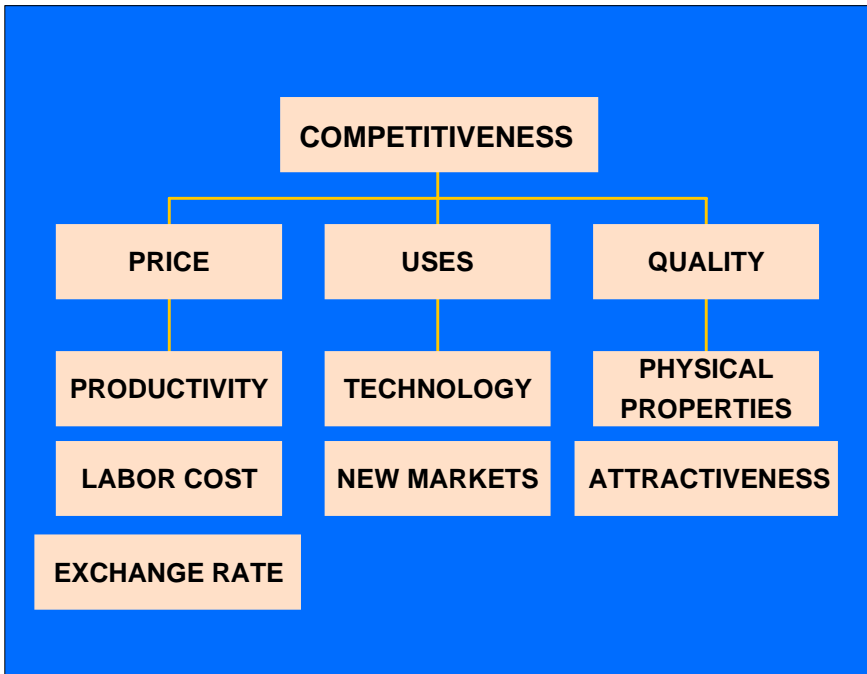 COMPETITIVENESS
PRICE
USES
QUALITY
PRODUCTIVITY
TECHNOLOGY
PHYSICAL
PROPERTIES
LABOR COST
NEW MARKETS
ATTRACTIVENESS
EXCHANGE RATE